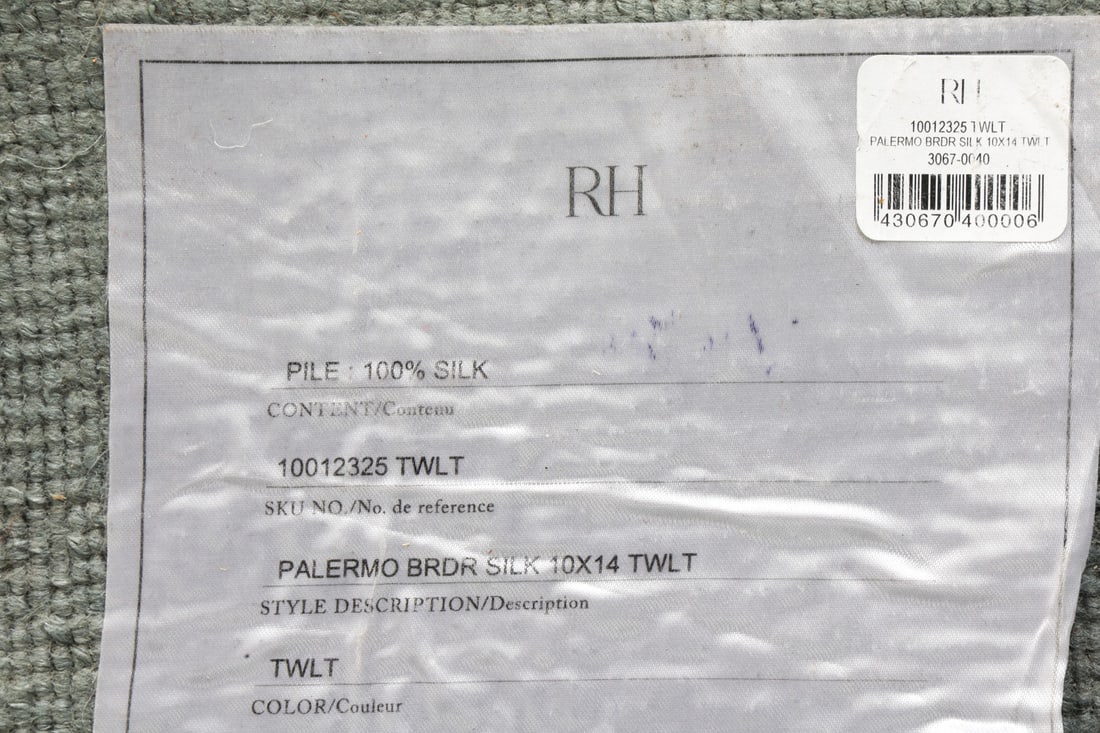 RH
10012325 TWLT
PALERMO BRDR SILK 10X14 TWLT
3067-0040
430670 400006
RH
PILE : 100% SILK
CONTENT/Contenu
10012325 TWLT
SKU NO./No. de reference
PALERMO BRDR SILK 10X14 TWLT
STYLE DESCRIPTION/Description
TWLT
COLOR/Couleur